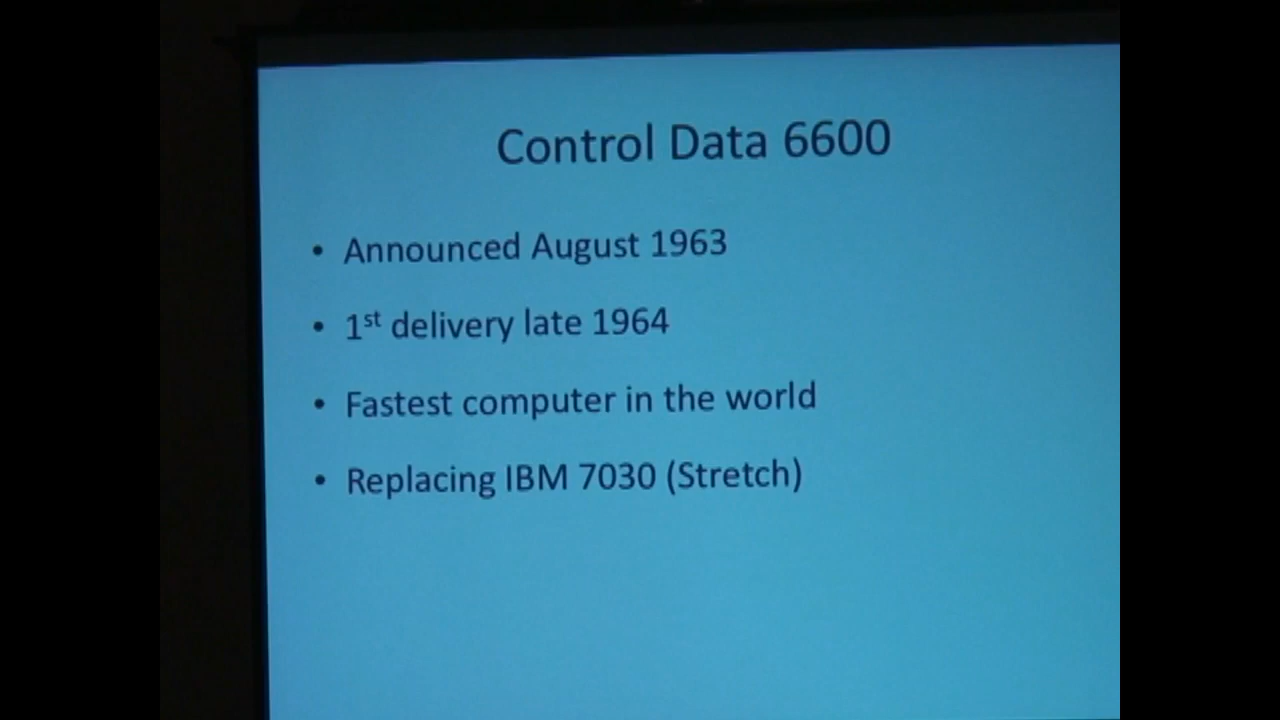 Control Data 6600
• Announced August 1963
• 1st delivery late 1964
• Fastest computer in the world
• Replacing IBM 7030 (Stretch)